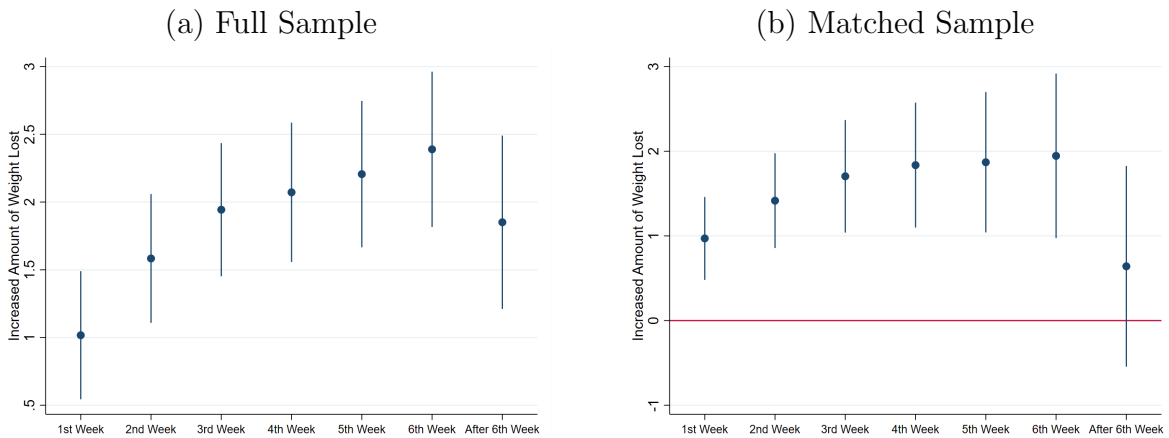 (a) Full Sample
Increased Amount of Weight Lost
3
2.5
2
1.5
1
.5
1st Week 2nd Week 3rd Week 4th Week 5th Week 6th Week After 6th Week
(b) Matched Sample
Increased Amount of Weight Lost
3
2
1
0
-1
1st Week 2nd Week 3rd Week 4th Week 5th Week 6th Week After 6th Week